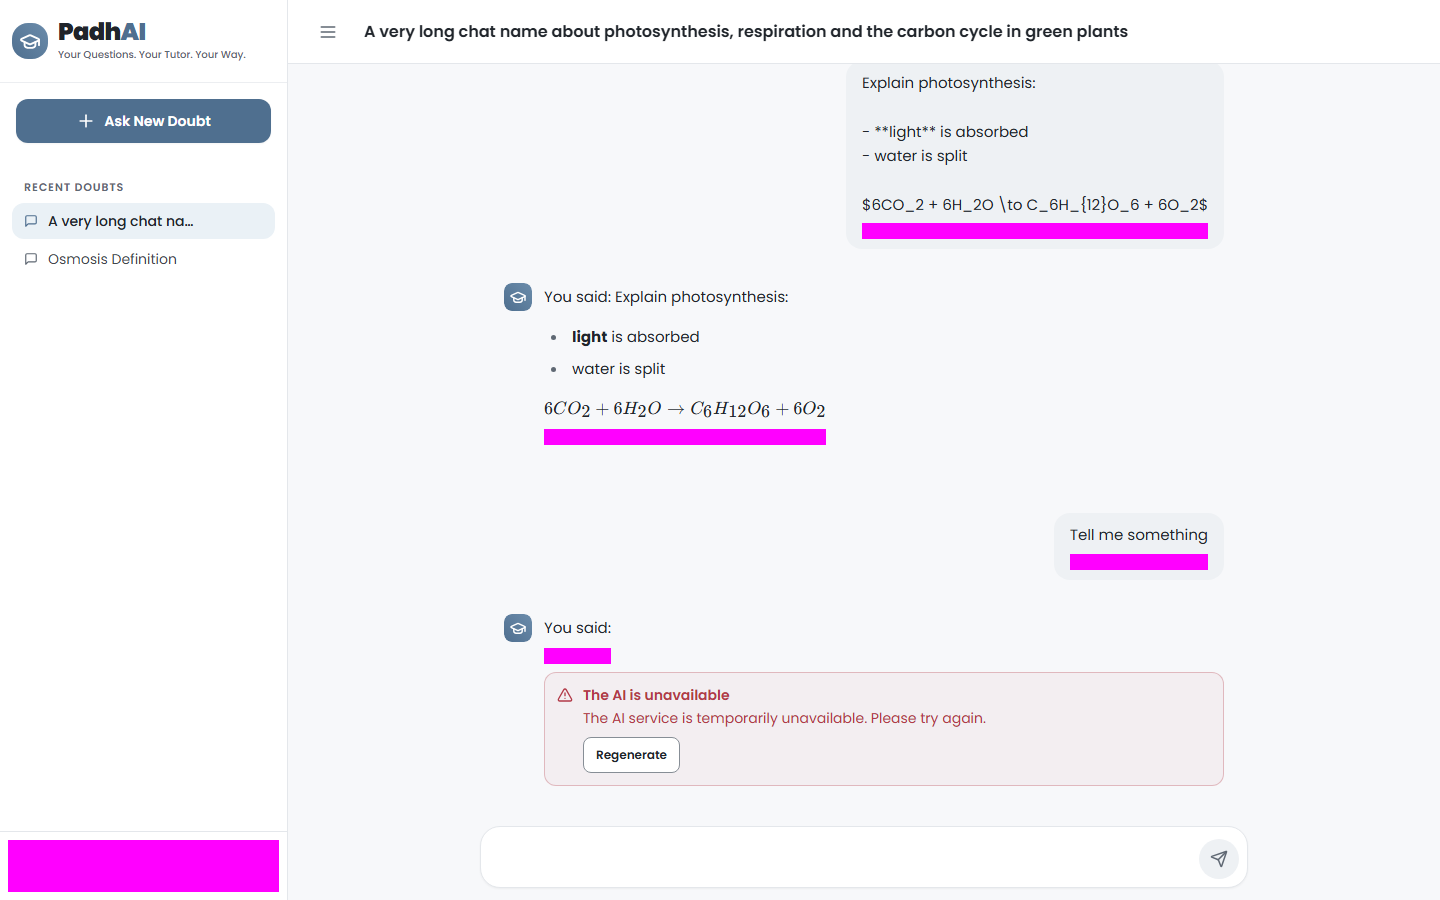 PadhAI
Your Questions. Your Tutor. Your Way.
Ask New Doubt
RECENT DOUBTS
A very long chat na...
Osmosis Definition
A very long chat name about photosynthesis, respiration and the carbon cycle in green plants
Explain photosynthesis:
- **light** is absorbed
- water is split
$6CO_2 + 6H_2O \to C_6H_{12}O_6 + 6O_2$
You said: Explain photosynthesis:
• light is absorbed
• water is split
6CO₂ + 6H₂O → C₆H₁₂O₆ + 6O₂
Tell me something
You said:
The AI is unavailable
The AI service is temporarily unavailable. Please try again.
Regenerate